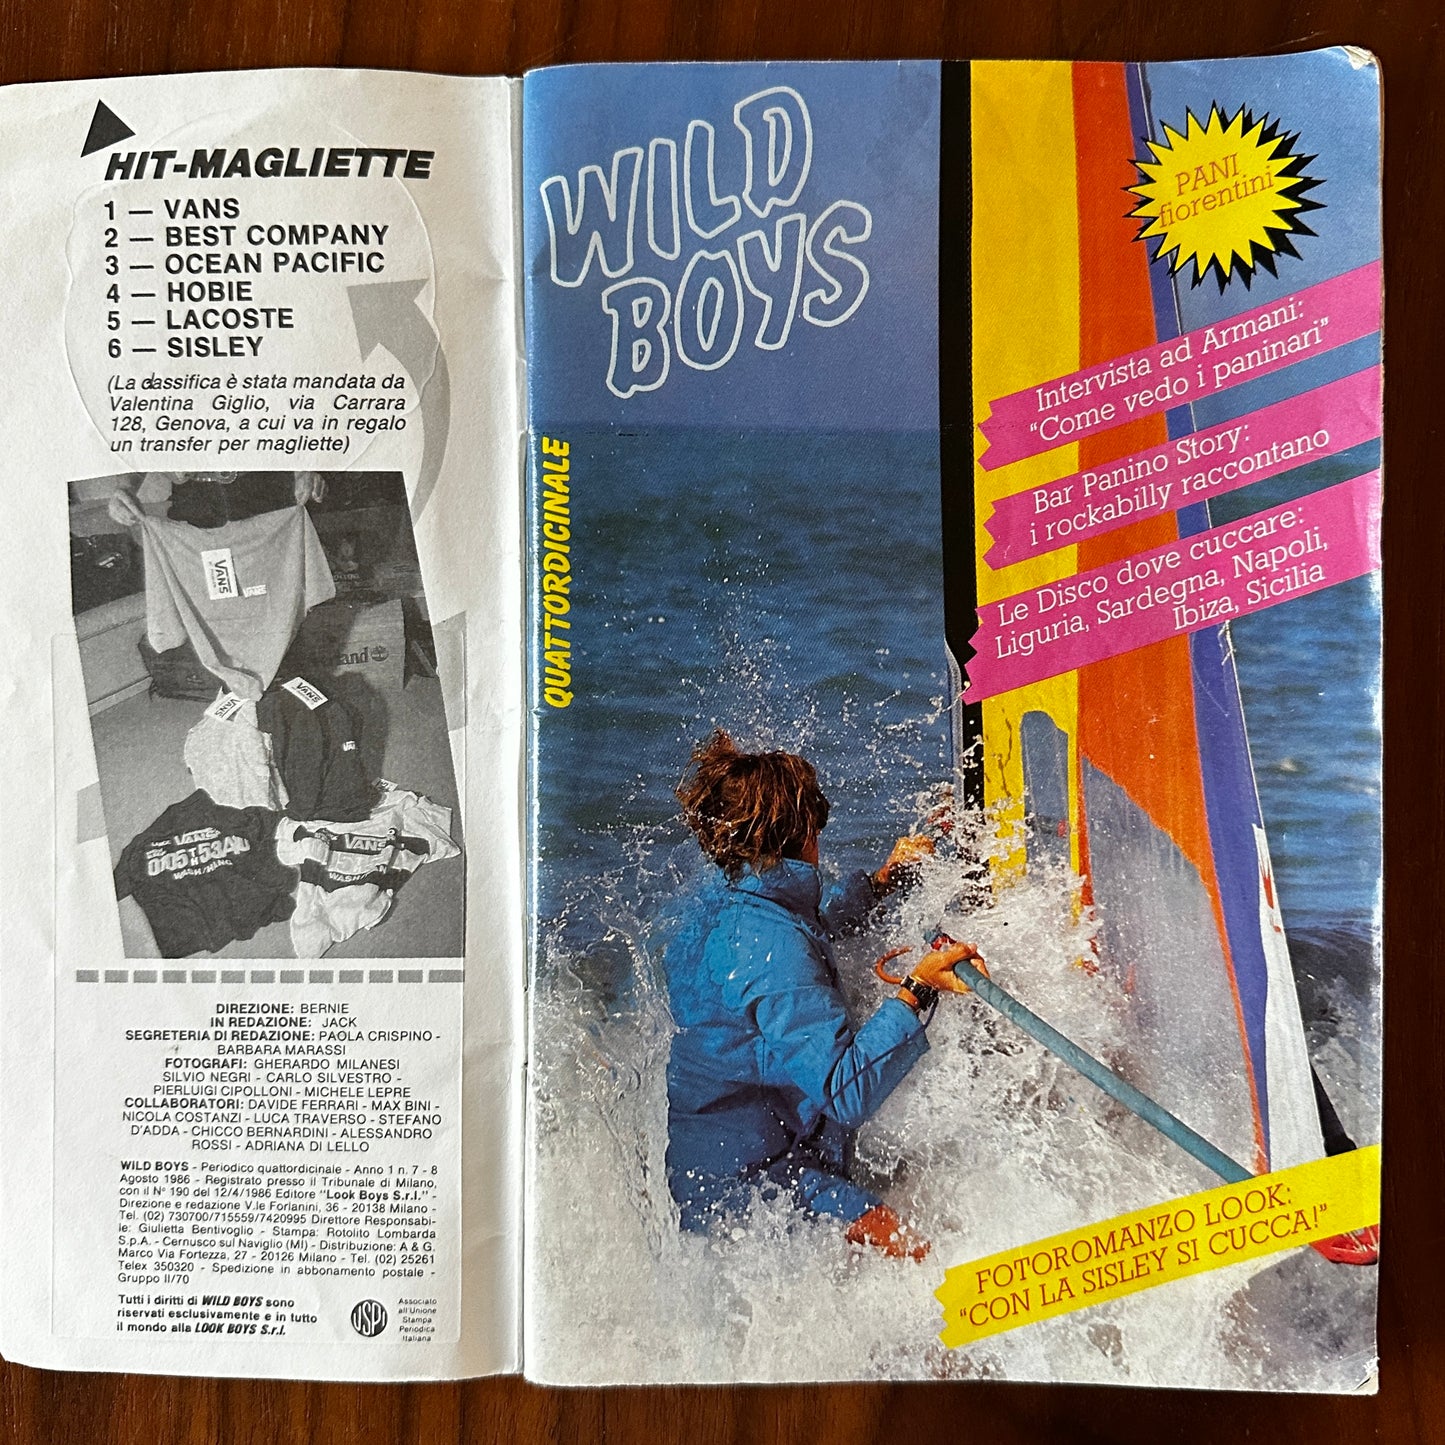 HIT-MAGLIETTE
1 — VANS
2 — BEST COMPANY
3 — OCEAN PACIFIC
4 — HOBIE
5 — LACOSTE
6 — SISLEY
(La classifica è stata mandata da
Valentina Giglio, via Carrara
128, Genova, a cui va in regalo
un transfer per magliette)
VANS
VANS
VANS
VANS
VANS
VANS
WASH/HING
VANS
WASH/
DIREZIONE: BERNIE
IN REDAZIONE: JACK
SEGRETERIA DI REDAZIONE: PAOLA CRISPINO -
BARBARA MARASSI
FOTOGRAFI: GHERARDO MILANESI
SILVIO NEGRI - CARLO SILVESTRO -
PIERLUIGI CIPOLLONI - MICHELE LEPRE
COLLABORATORI: DAVIDE FERRARI - MAX BINI -
NICOLA COSTANZI - LUCA TRAVERSO - STEFANO
D'ADDA - CHICCO BERNARDINI - ALESSANDRO
ROSSI - ADRIANA DI LELLO
WILD BOYS - Periodico quattordicinale - Anno 1 n. 7 - 8
Agosto 1986 - Registrato presso il Tribunale di Milano,
con il N° 190 del 12/4/1986 Editore "Look Boys S.r.l." -
Direzione e redazione V.le Forlanini, 36 - 20138 Milano -
Tel. (02) 730700/715559/7420995 Direttore Responsabi-
le: Giulietta Bentivoglio - Stampa: Rotolito Lombarda
S.p.A. - Cernusco sul Naviglio (MI) - Distribuzione: A & G.
Marco Via Fortezza, 27 - 20126 Milano - Tel. (02) 25261
Telex 350320 - Spedizione in abbonamento postale -
Gruppo II/70
Tutti i diritti di WILD BOYS sono
riservati esclusivamente e in tutto
il mondo alla LOOK BOYS S.r.l.
USPI
Associato
all'Unione
Stampa
Periodica
Italiana
WILD
BOYS
QUATTORDICINALE
PANI
fiorentini
Intervista ad Armani:
"Come vedo i paninari"
Bar Panino Story:
i rockabilly raccontano
Le Disco dove cuccare:
Liguria, Sardegna, Napoli,
Ibiza, Sicilia
FOTOROMANZO LOOK:
"CON LA SISLEY SI CUCCA!"